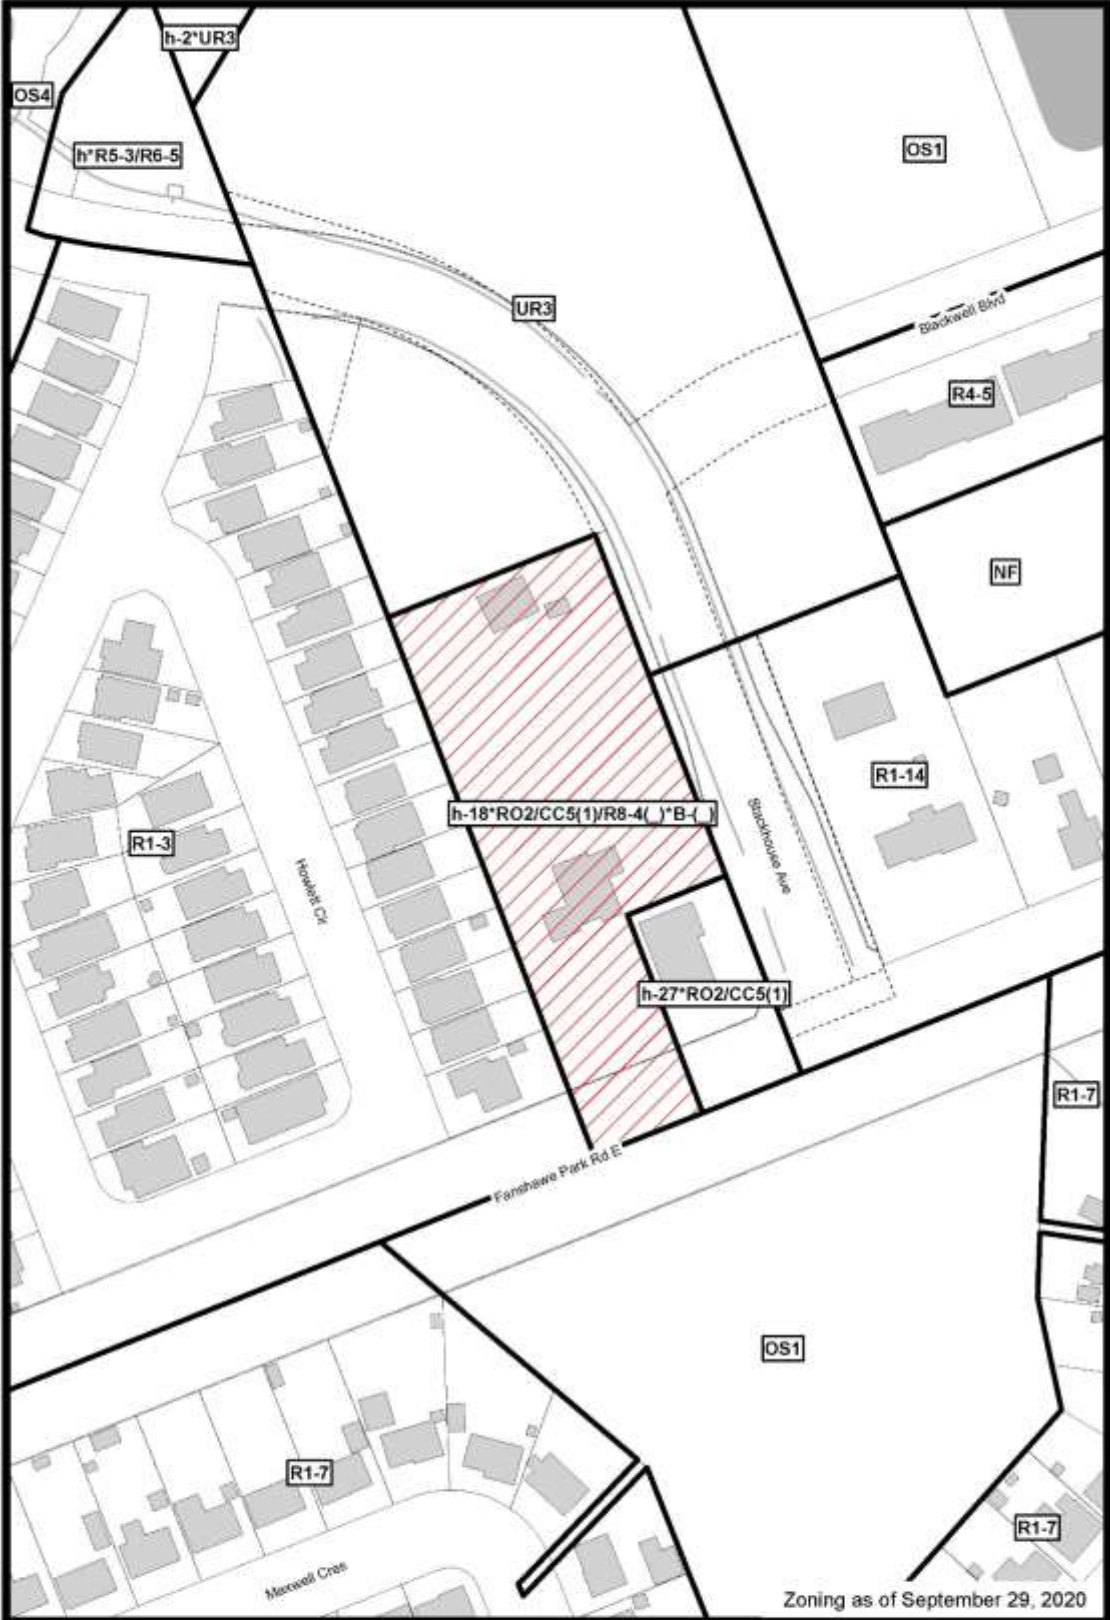 h-2*UR3
OS4
h*R5-3/R6-5
OS1
UR3
Blackwell Blvd
R4-5
NF
R1-14
h-18*RO2/CC5(1)/R8-4(_)*B-(_)
R1-3
Stackhouse Ave
Howlett Cir
h-27*RO2/CC5(1)
R1-7
Fanshawe Park Rd E
OS1
R1-7
R1-7
Maxwell Cres
Zoning as of September 29, 2020